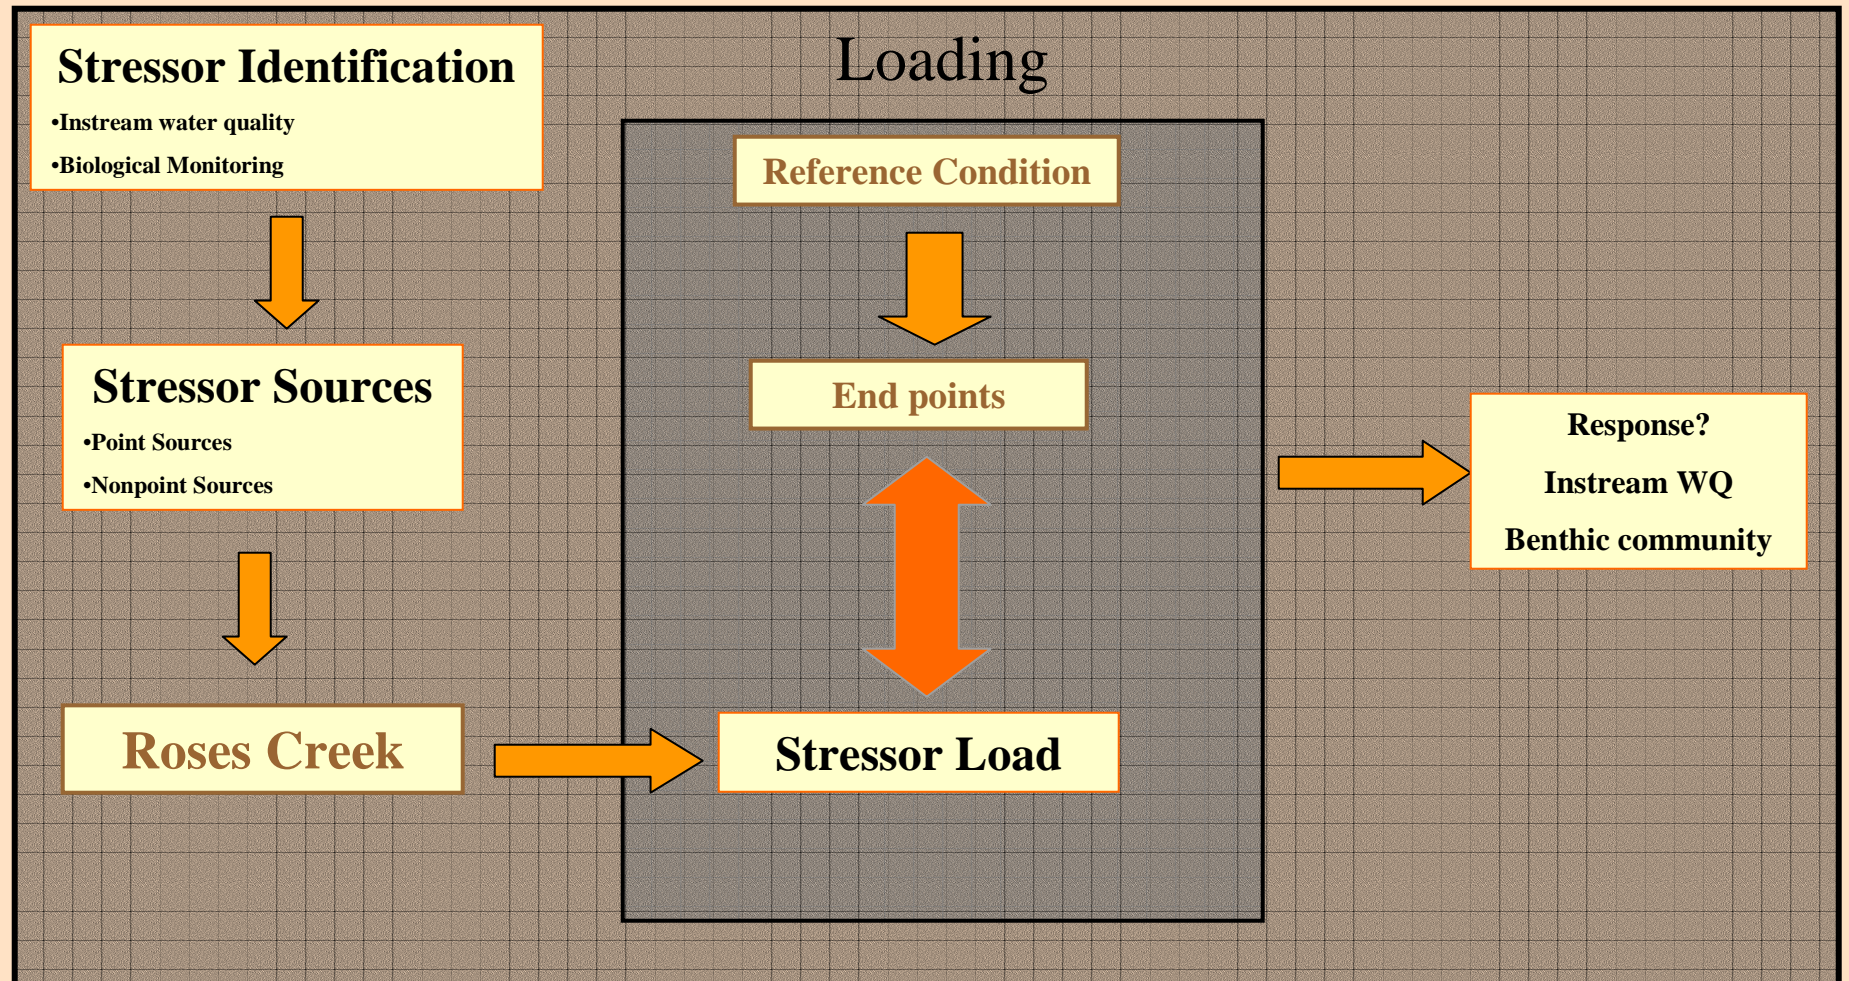 Stressor Identification
•Instream water quality
•Biological Monitoring
Stressor Sources
•Point Sources
•Nonpoint Sources
Roses Creek
Loading
Reference Condition
End points
Stressor Load
Response?
Instream WQ
Benthic community